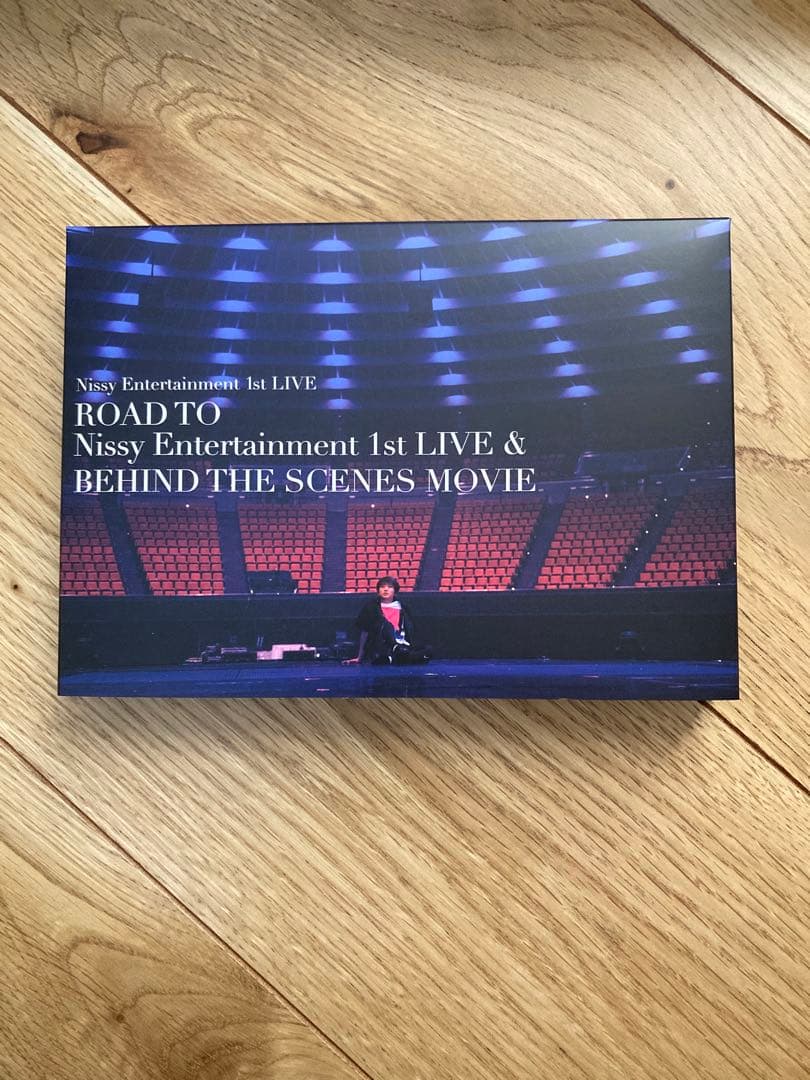 Nissy Entertainment 1st LIVE
ROAD TO
Nissy Entertainment 1st LIVE &
BEHIND THE SCENES MOVIE